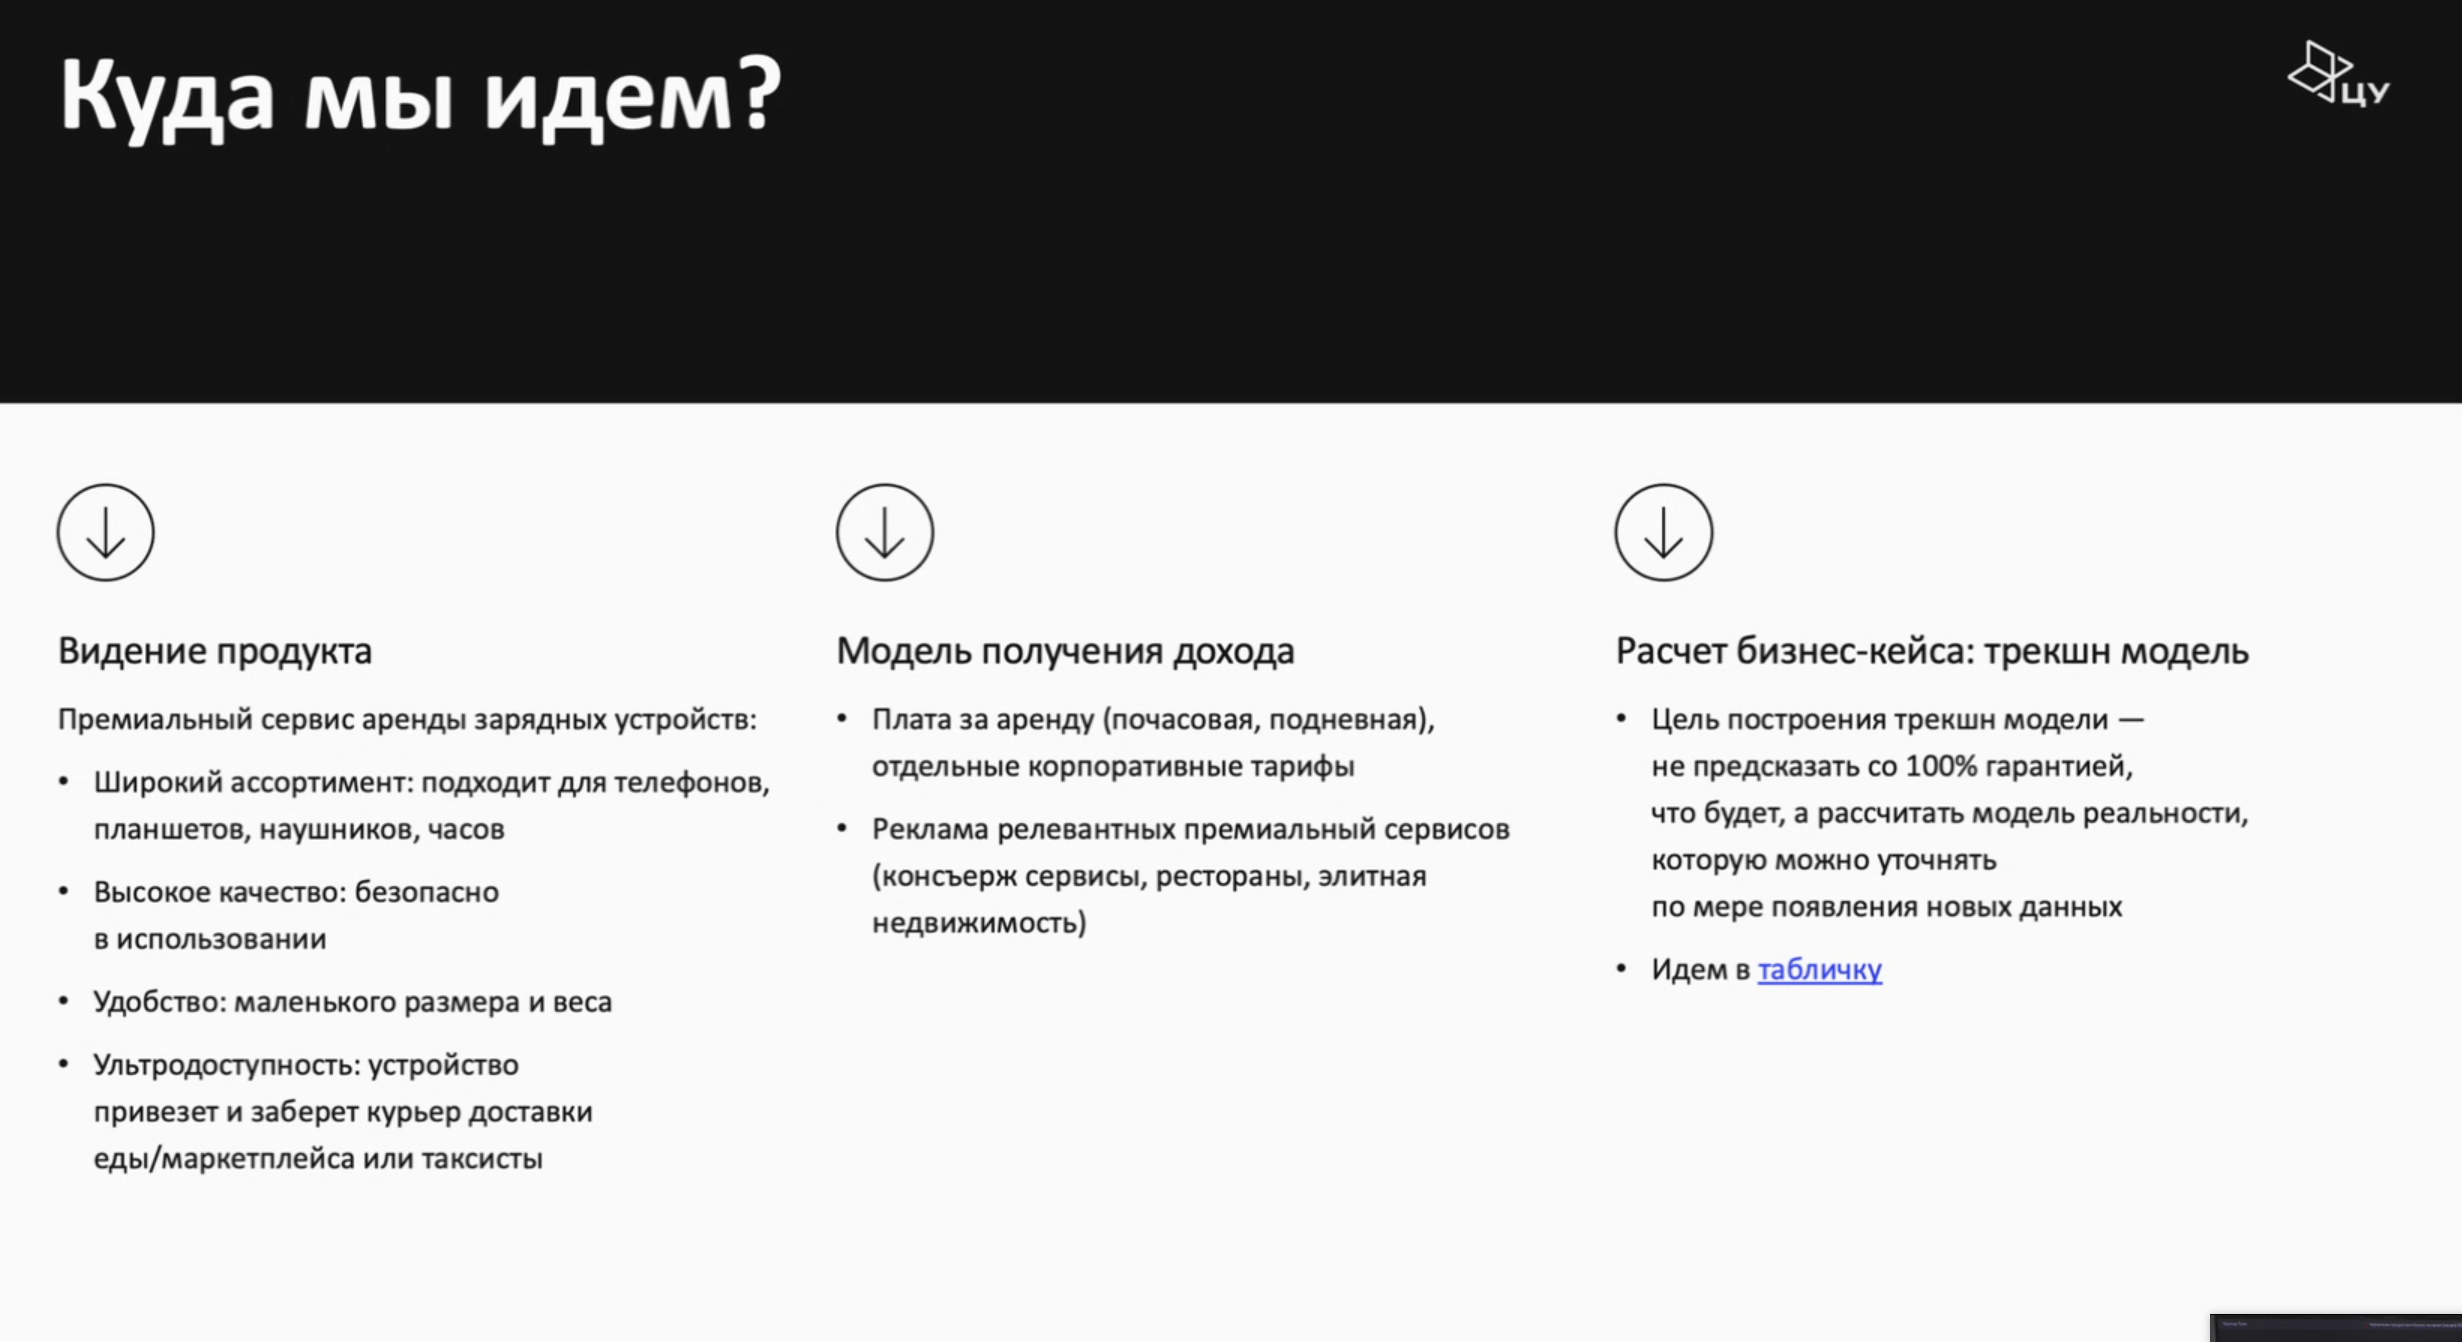 Куда мы идем?
ЦУ
Видение продукта
Премиальный сервис аренды зарядных устройств:
• Широкий ассортимент: подходит для телефонов,
планшетов, наушников, часов
• Высокое качество: безопасно
в использовании
• Удобство: маленького размера и веса
• Ультродоступность: устройство
привезет и заберет курьер доставки
еды/маркетплейса или таксисты
Модель получения дохода
• Плата за аренду (почасовая, подневная),
отдельные корпоративные тарифы
• Реклама релевантных премиальный сервисов
(консъерж сервисы, рестораны, элитная
недвижимость)
Расчет бизнес-кейса: трекшн модель
• Цель построения трекшн модели —
не предсказать со 100% гарантией,
что будет, а рассчитать модель реальности,
которую можно уточнять
по мере появления новых данных
• Идем в табличку